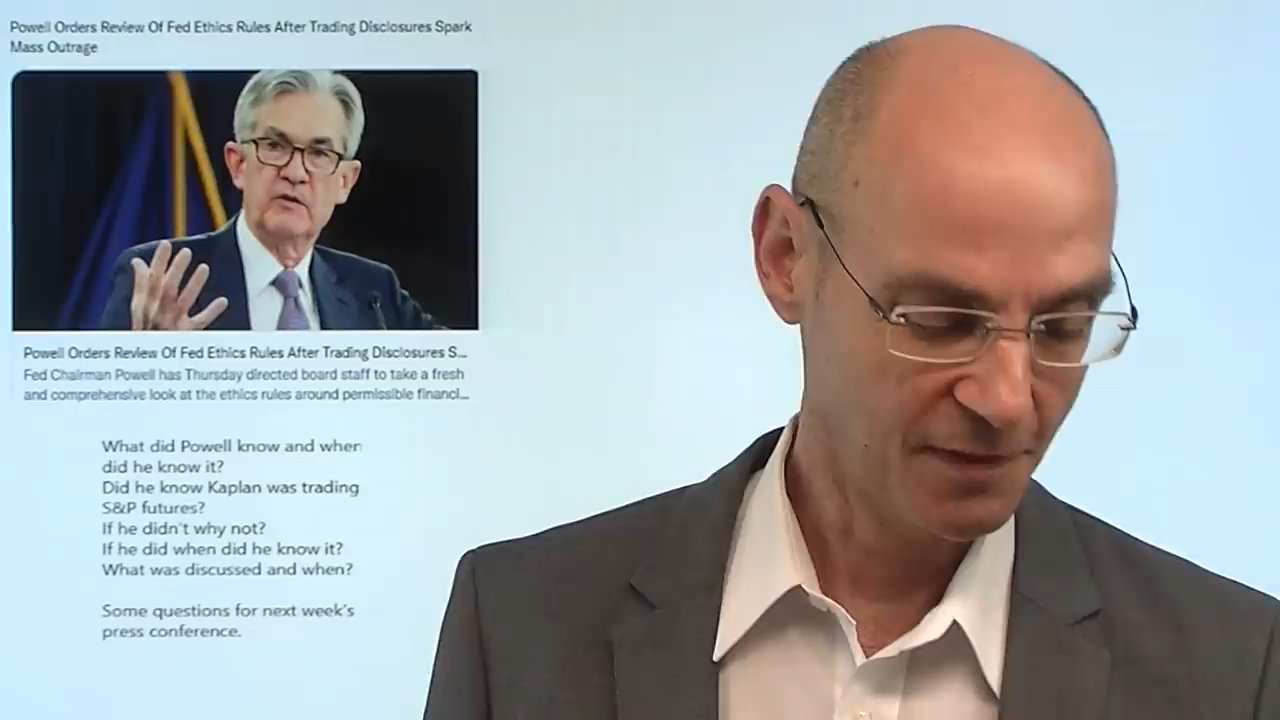 Powell Orders Review Of Fed Ethics Rules After Trading Disclosures Spark
Mass Outrage
Powell Orders Review Of Fed Ethics Rules After Trading Disclosures S...
Fed Chairman Powell has Thursday directed board staff to take a fresh
and comprehensive look at the ethics rules around permissible financi...
What did Powell know and when
did he know it?
Did he know Kaplan was trading
S&P futures?
If he didn't why not?
If he did when did he know it?
What was discussed and when?
Some questions for next week's
press conference.